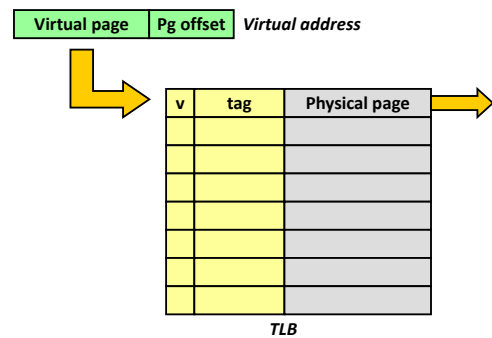 Virtual page Pg offset Virtual address
v tag Physical page
TLB